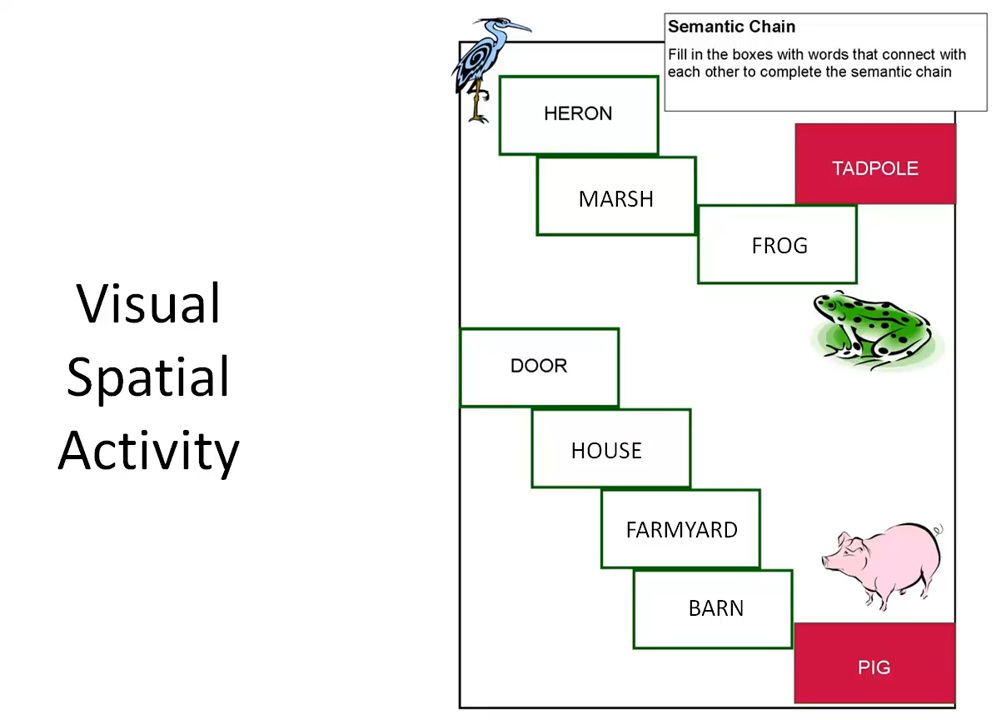 Visual
Spatial
Activity
Semantic Chain
Fill in the boxes with words that connect with
each other to complete the semantic chain
HERON
TADPOLE
MARSH
FROG
DOOR
HOUSE
FARMYARD
BARN
PIG